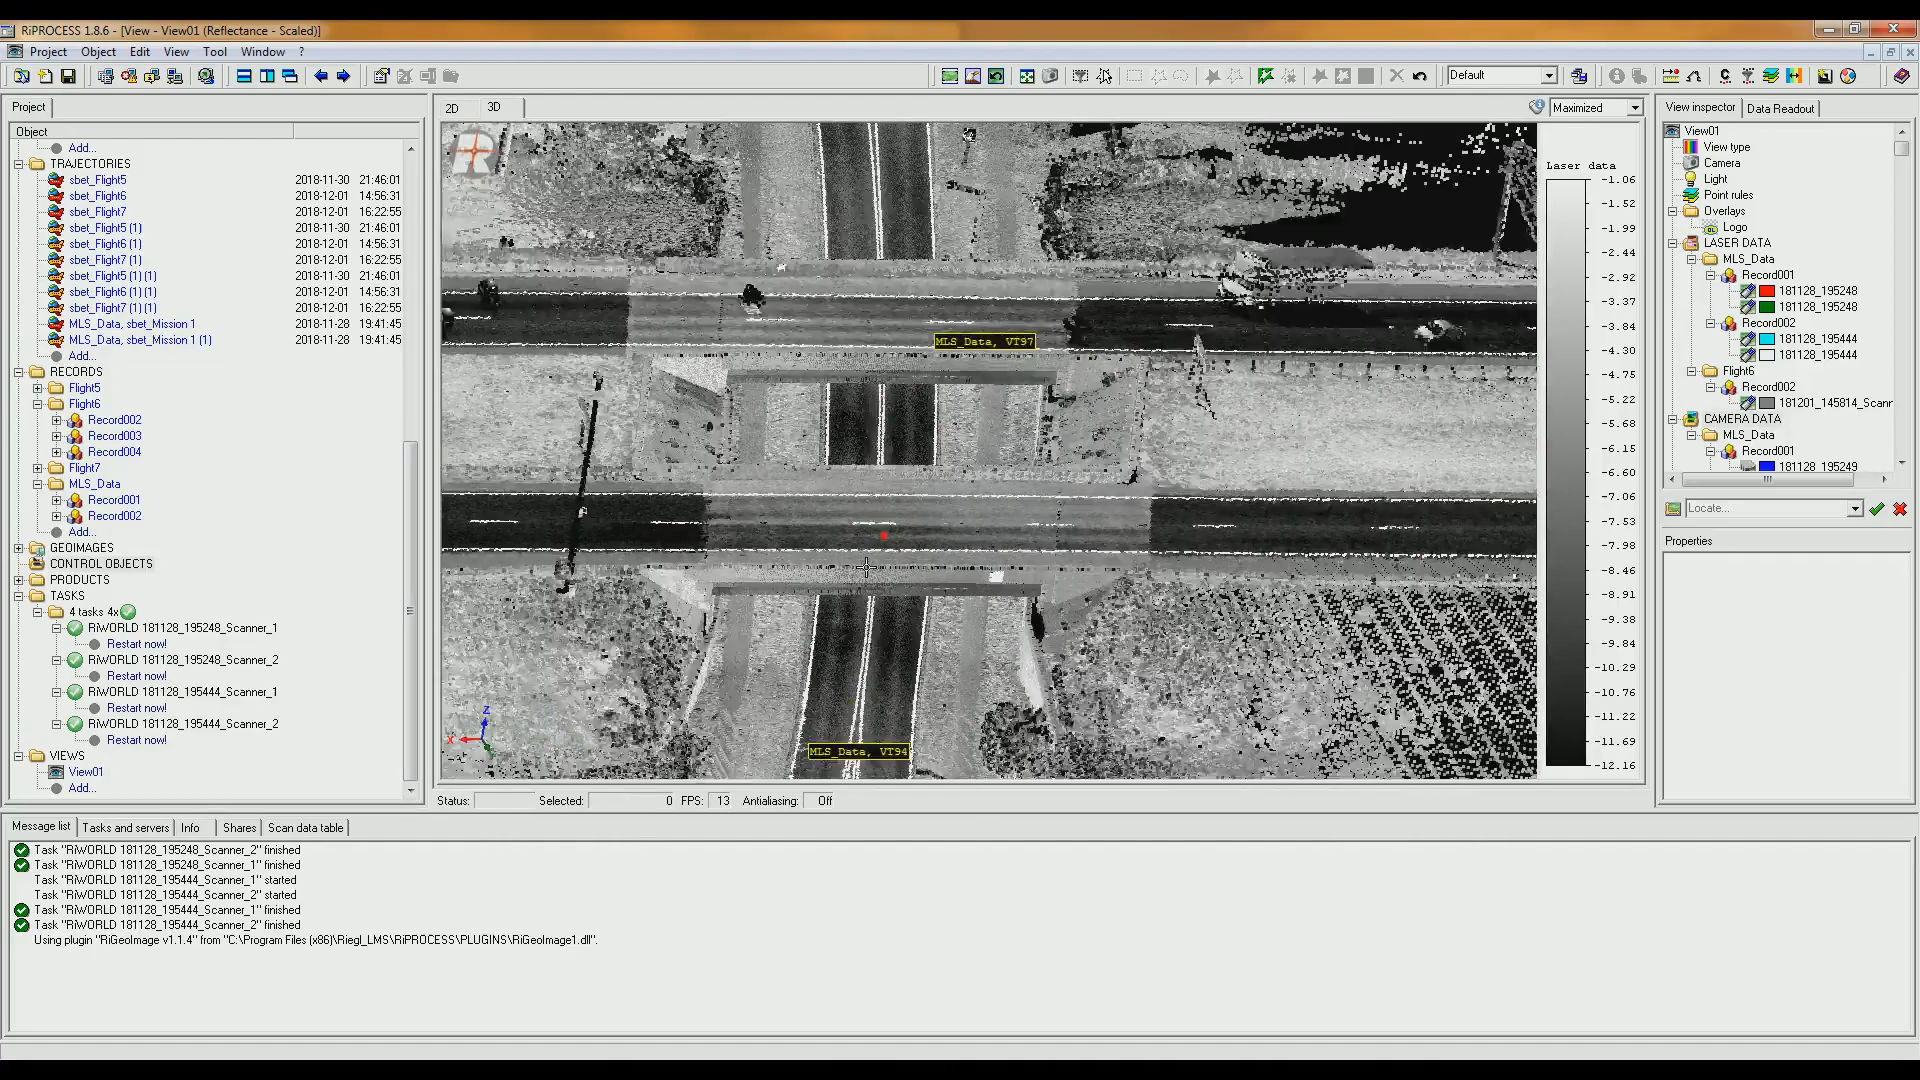 RiPROCESS 1.8.6 - [View - View01 (Reflectance - Scaled)]
Project Object Edit View Tool Window ?
Default
Project
Object
Add...
TRAJECTORIES
sbet_Flight5 2018-11-30 21:46:01
sbet_Flight6 2018-12-01 14:56:31
sbet_Flight7 2018-12-01 16:22:55
sbet_Flight5 (1) 2018-11-30 21:46:01
sbet_Flight6 (1) 2018-12-01 14:56:31
sbet_Flight7 (1) 2018-12-01 16:22:55
sbet_Flight5 (1) (1) 2018-11-30 21:46:01
sbet_Flight6 (1) (1) 2018-12-01 14:56:31
sbet_Flight7 (1) (1) 2018-12-01 16:22:55
MLS_Data, sbet_Mission 1 2018-11-28 19:41:45
MLS_Data, sbet_Mission 1 (1) 2018-11-28 19:41:45
Add...
RECORDS
Flight5
Flight6
Record002
Record003
Record004
Flight7
MLS_Data
Record001
Record002
Add...
GEOIMAGES
CONTROL OBJECTS
PRODUCTS
TASKS
4 tasks 4x
RiWORLD 181128_195248_Scanner_1
Restart now!
RiWORLD 181128_195248_Scanner_2
Restart now!
RiWORLD 181128_195444_Scanner_1
Restart now!
RiWORLD 181128_195444_Scanner_2
Restart now!
VIEWS
View01
Add...
2D 3D
Maximized
R
MLS_Data, VT97
MLS_Data, VT94
Z
X
Laser data
-1.06
-1.52
-1.99
-2.44
-2.92
-3.37
-3.84
-4.30
-4.75
-5.22
-5.68
-6.15
-6.60
-7.06
-7.53
-7.98
-8.46
-8.91
-9.38
-9.84
-10.29
-10.76
-11.22
-11.69
-12.16
Status: Selected: 0 FPS: 13 Antialiasing: Off
View inspector Data Readout
View01
View type
Camera
Light
Point rules
Overlays
Logo
LASER DATA
MLS_Data
Record001
181128_195248
181128_195248
Record002
181128_195444
181128_195444
Flight6
Record002
181201_145814_Scanr
CAMERA DATA
MLS_Data
Record001
181128_195249
Locate...
Properties
Message list Tasks and servers Info Shares Scan data table
Task "RiWORLD 181128_195248_Scanner_2" finished
Task "RiWORLD 181128_195248_Scanner_1" finished
Task "RiWORLD 181128_195444_Scanner_1" started
Task "RiWORLD 181128_195444_Scanner_2" started
Task "RiWORLD 181128_195444_Scanner_1" finished
Task "RiWORLD 181128_195444_Scanner_2" finished
Using plugin "RiGeoImage v1.1.4" from "C:\Program Files (x86)\Riegl_LMS\RiPROCESS\PLUGINS\RiGeoImage1.dll".